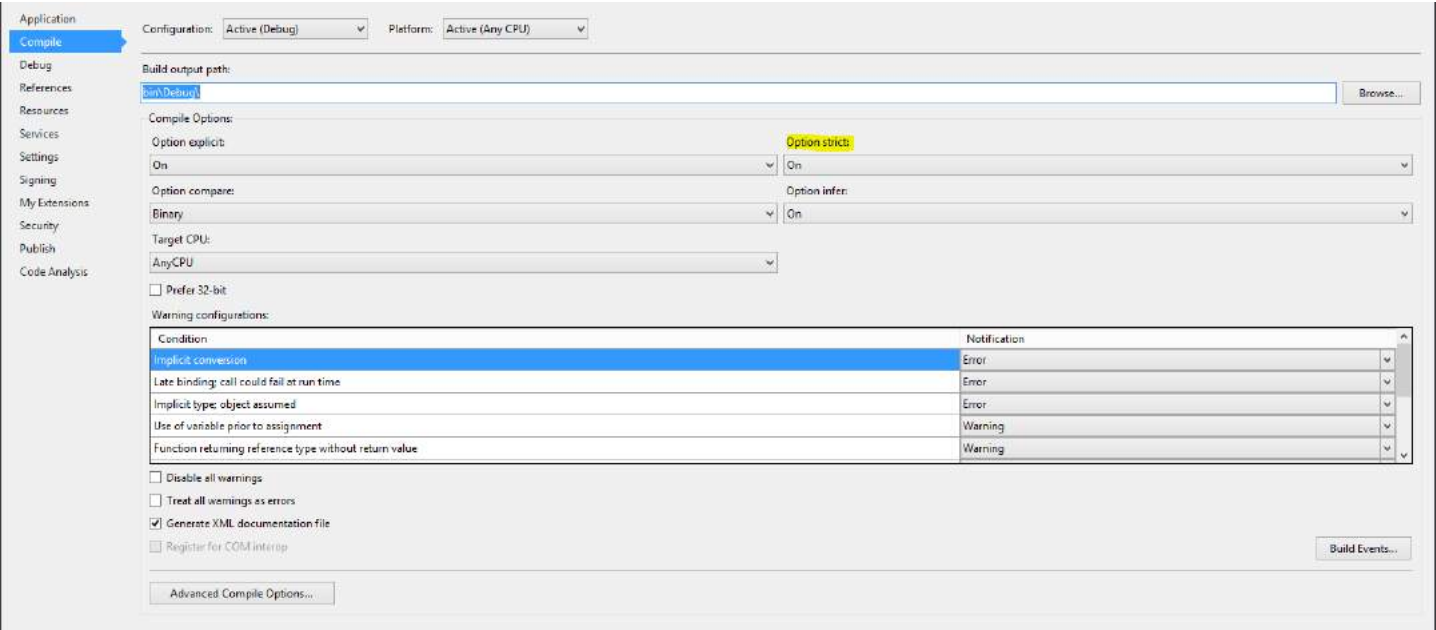 Application
Compile
Debug
References
Resources
Services
Settings
Signing
My Extensions
Security
Publish
Code Analysis
Configuration: Active (Debug) Platform: Active (Any CPU)
Build output path:
bin\Debug\ Browse...
Compile Options:
Option explicit: Option strict:
On On
Option compare: Option infer:
Binary On
Target CPU:
AnyCPU
Prefer 32-bit
Warning configurations:
Condition Notification
Implicit conversion Error
Late binding; call could fail at run time Error
Implicit type; object assumed Error
Use of variable prior to assignment Warning
Function returning reference type without return value Warning
Disable all warnings
Treat all warnings as errors
Generate XML documentation file
Register for COM interop Build Events...
Advanced Compile Options...